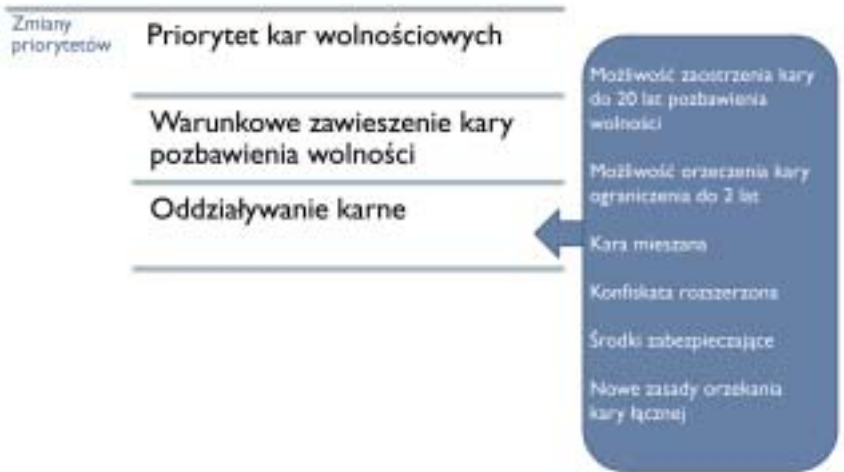 Zmiany
priorytetów
Priorytet kar wolnościowych
Warunkowe zawieszenie kary
pozbawienia wolności
Oddziaływanie karne
Możliwość zaostrzenia kary
do 20 lat pozbawienia
wolności
Możliwość orzeczenia kary
ograniczenia do 2 lat
Kara mieszana
Konfiskata rozszerzona
Środki zabezpieczające
Nowe zasady orzekania
kary łącznej